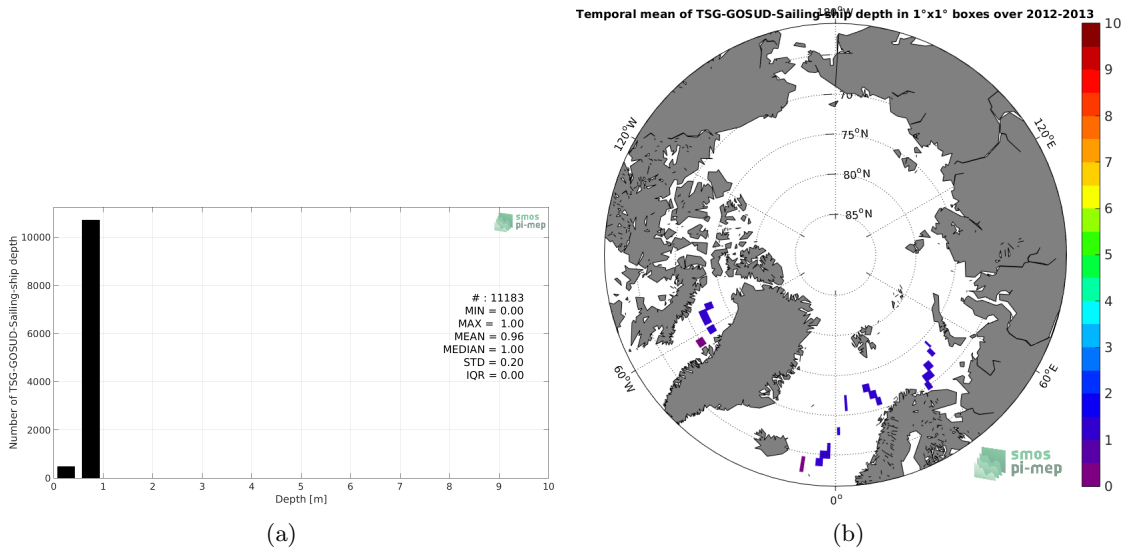 Number of TSG-GOSUD-Sailing-ship depth
10000
8000
6000
4000
2000
0
smos
pi-mep
# : 11183
MIN = 0.00
MAX = 1.00
MEAN = 0.96
MEDIAN = 1.00
STD = 0.20
IQR = 0.00
0 1 2 3 4 5 6 7 8 9 10
Depth [m]
(a)
Temporal mean of TSG-GOSUD-Sailing-ship depth in 1°x1° boxes over 2012-2013
180°W
120°W
120°E
70
75°N
80°N
85°N
60°W
60°E
0°
smos
pi-mep
10
9
8
7
6
5
4
3
2
1
0
(b)